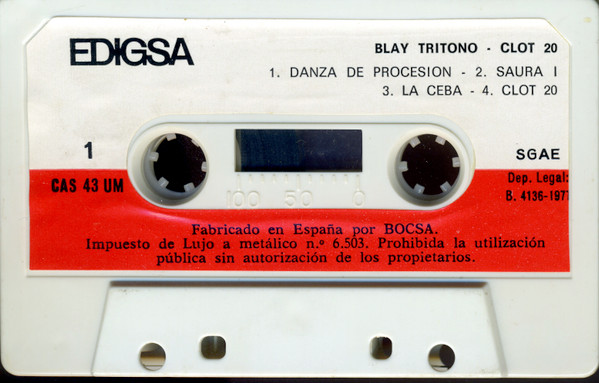 EDIGSA
BLAY TRITONO - CLOT 20
1. DANZA DE PROCESION - 2. SAURA I
3. LA CEBA - 4. CLOT 20
1
SGAE
CAS 43 UM
Dep. Legal:
B. 4136-1977
100 50 0
Fabricado en España por BOCSA.
Impuesto de Lujo a metálico n.º 6.503. Prohibida la utilización
pública sin autorización de los propietarios.